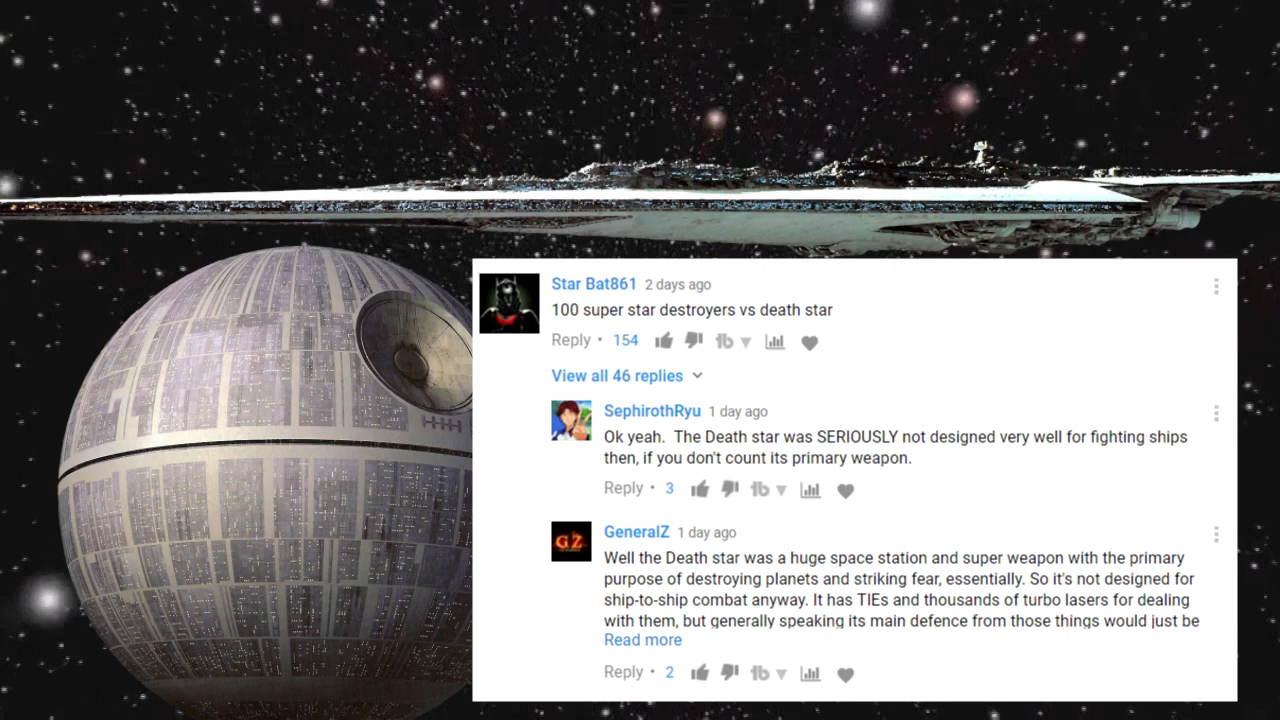 Star Bat861 2 days ago
100 super star destroyers vs death star
Reply • 154
View all 46 replies
SephirothRyu 1 day ago
Ok yeah. The Death star was SERIOUSLY not designed very well for fighting ships
then, if you don't count its primary weapon.
Reply • 3
GZ
GeneralZ 1 day ago
Well the Death star was a huge space station and super weapon with the primary
purpose of destroying planets and striking fear, essentially. So it's not designed for
ship-to-ship combat anyway. It has TIEs and thousands of turbo lasers for dealing
with them, but generally speaking its main defence from those things would just be
Read more
Reply • 2